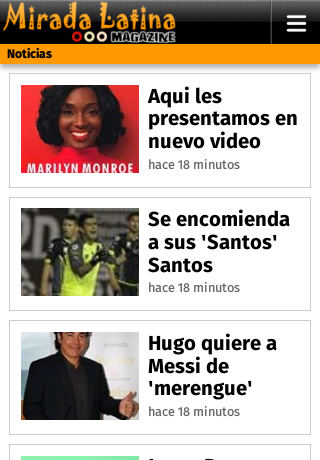 Mirada Latina
MAGAZINE
Noticias
MARILYN MONROE
Aqui les
presentamos en
nuevo video
hace 18 minutos
Se encomienda
a sus 'Santos'
Santos
hace 18 minutos
Hugo quiere a
Messi de
'merengue'
hace 18 minutos